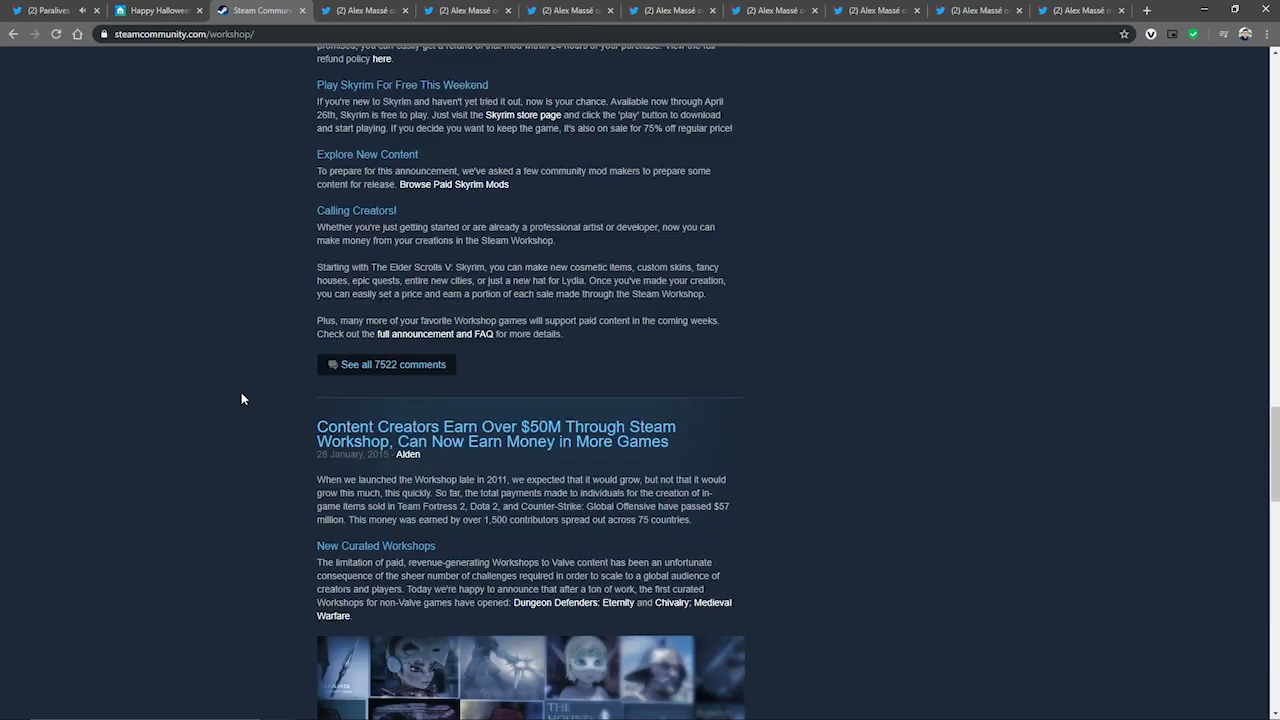 (2) Paralives
Happy Hallowee
Steam Commun
(2) Alex Massé c
(2) Alex Massé c
(2) Alex Massé c
(2) Alex Massé c
(2) Alex Massé c
(2) Alex Massé c
(2) Alex Massé c
(2) Alex Massé c
steamcommunity.com/workshop/
promised, you can easily get a refund of that mod within 24 hours of your purchase. View the full
refund policy here.
Play Skyrim For Free This Weekend
If you're new to Skyrim and haven't yet tried it out, now is your chance. Available now through April
26th, Skyrim is free to play. Just visit the Skyrim store page and click the 'play' button to download
and start playing. If you decide you want to keep the game, it's also on sale for 75% off regular price!
Explore New Content
To prepare for this announcement, we've asked a few community mod makers to prepare some
content for release. Browse Paid Skyrim Mods
Calling Creators!
Whether you're just getting started or are already a professional artist or developer, now you can
make money from your creations in the Steam Workshop.
Starting with The Elder Scrolls V: Skyrim, you can make new cosmetic items, custom skins, fancy
houses, epic quests, entire new cities, or just a new hat for Lydia. Once you've made your creation,
you can easily set a price and earn a portion of each sale made through the Steam Workshop.
Plus, many more of your favorite Workshop games will support paid content in the coming weeks.
Check out the full announcement and FAQ for more details.
See all 7522 comments
Content Creators Earn Over $50M Through Steam
Workshop, Can Now Earn Money in More Games
28 January, 2015 - Alden
When we launched the Workshop late in 2011, we expected that it would grow, but not that it would
grow this much, this quickly. So far, the total payments made to individuals for the creation of in-
game items sold in Team Fortress 2, Dota 2, and Counter-Strike: Global Offensive have passed $57
million. This money was earned by over 1,500 contributors spread out across 75 countries.
New Curated Workshops
The limitation of paid, revenue-generating Workshops to Valve content has been an unfortunate
consequence of the sheer number of challenges required in order to scale to a global audience of
creators and players. Today we're happy to announce that after a ton of work, the first curated
Workshops for non-Valve games have opened: Dungeon Defenders: Eternity and Chivalry: Medieval
Warfare.